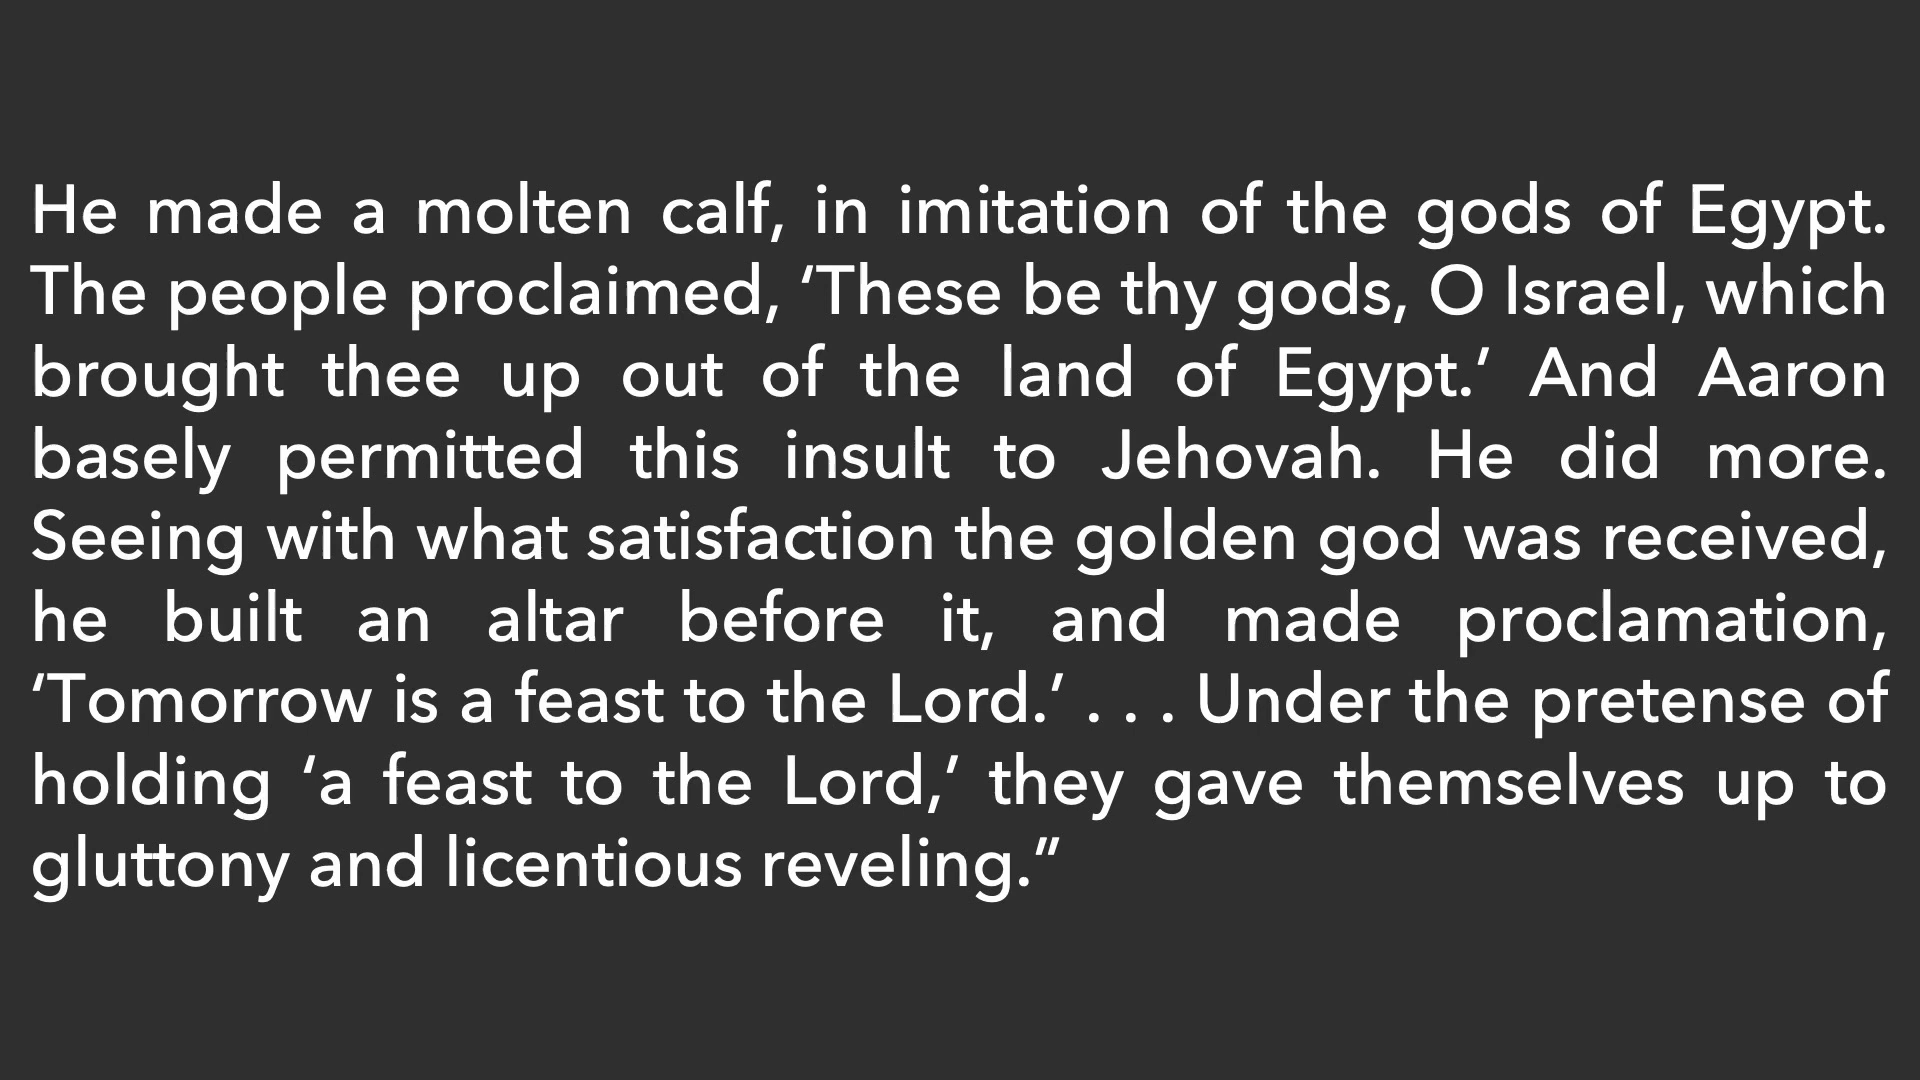 He made a molten calf, in imitation of the gods of Egypt.
The people proclaimed, ‘These be thy gods, O Israel, which
brought thee up out of the land of Egypt.’ And Aaron
basely permitted this insult to Jehovah. He did more.
Seeing with what satisfaction the golden god was received,
he built an altar before it, and made proclamation,
‘Tomorrow is a feast to the Lord.’ . . . Under the pretense of
holding ‘a feast to the Lord,’ they gave themselves up to
gluttony and licentious reveling.”